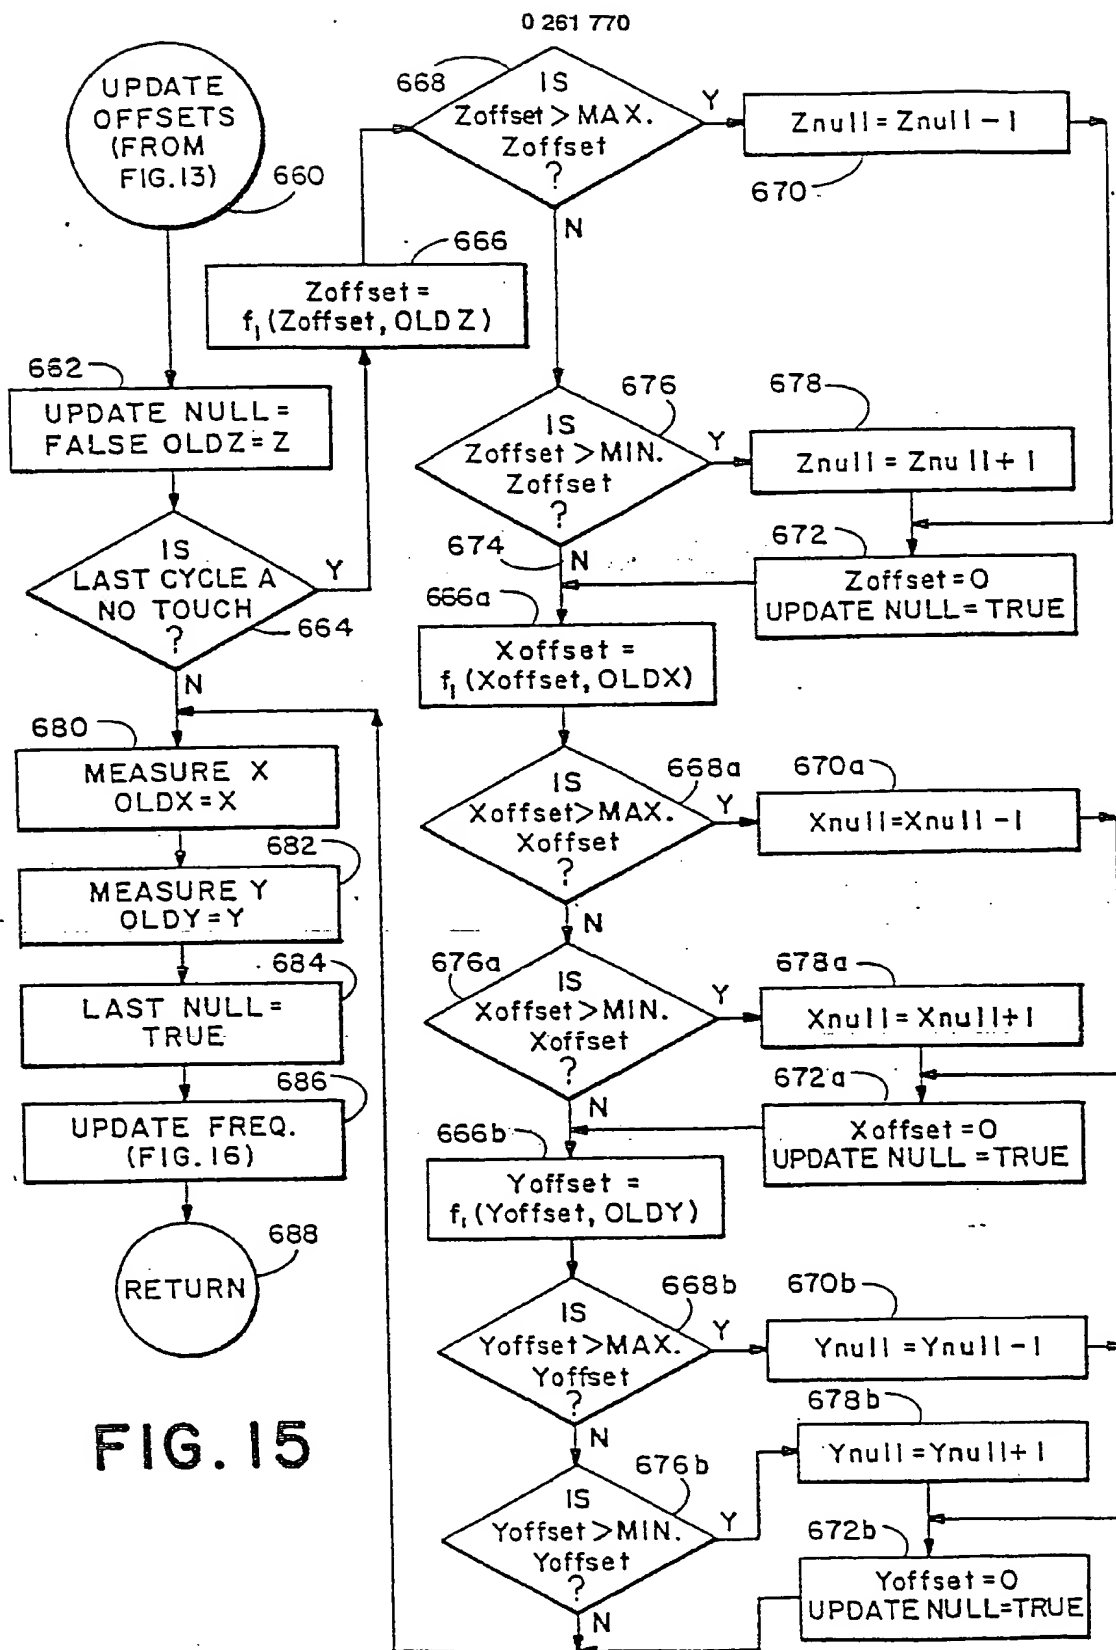 0 261 770
UPDATE
OFFSETS
(FROM
FIG.13)
660
662
UPDATE NULL=
FALSE OLDZ=Z
IS
LAST CYCLE A
NO TOUCH
?
Y
664
N
680
MEASURE X
OLDX=X
682
MEASURE Y
OLDY=Y
684
LAST NULL=
TRUE
686
UPDATE FREQ.
(FIG.16)
688
RETURN
FIG. 15
666
Zoffset=
f₁(Zoffset, OLD Z)
668
IS
Zoffset>MAX.
Zoffset
?
Y
N
Znull=Znull-1
670
676
IS
Zoffset>MIN.
Zoffset
?
Y
678
Znull=Znull+1
674
N
672
Zoffset=0
UPDATE NULL=TRUE
666a
Xoffset=
f₁(Xoffset, OLDX)
668a
IS
Xoffset>MAX.
Xoffset
?
Y
670a
Xnull=Xnull-1
N
676a
IS
Xoffset>MIN.
Xoffset
?
Y
678a
Xnull=Xnull+1
N
672a
Xoffset=0
UPDATE NULL=TRUE
666b
Yoffset=
f₁(Yoffset, OLDY)
668b
IS
Yoffset>MAX.
Yoffset
?
Y
670b
Ynull=Ynull-1
N
676b
IS
Yoffset>MIN.
Yoffset
?
Y
678b
Ynull=Ynull+1
N
672b
Yoffset=0
UPDATE NULL=TRUE